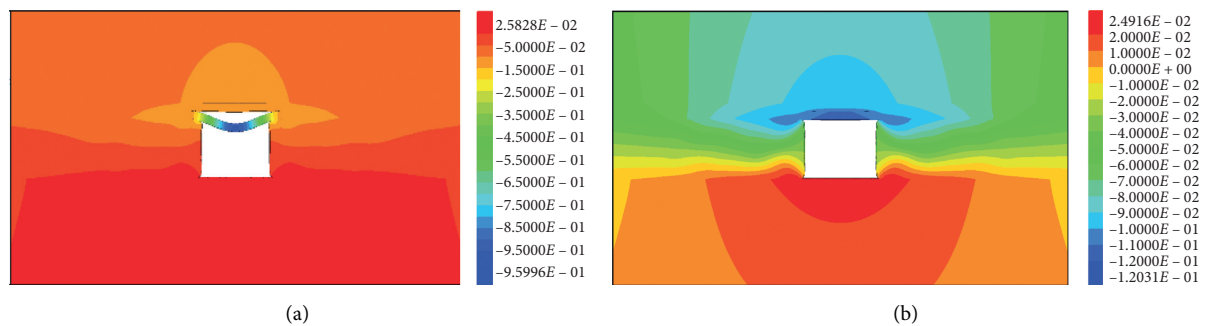 2.5828E – 02
–5.0000E – 02
–1.5000E – 01
–2.5000E – 01
–3.5000E – 01
–4.5000E – 01
–5.5000E – 01
–6.5000E – 01
–7.5000E – 01
–8.5000E – 01
–9.5000E – 01
–9.5996E – 01
(a)
2.4916E – 02
2.0000E – 02
1.0000E – 02
0.0000E + 00
–1.0000E – 02
–2.0000E – 02
–3.0000E – 02
–4.0000E – 02
–5.0000E – 02
–6.0000E – 02
–7.0000E – 02
–8.0000E – 02
–9.0000E – 02
–1.0000E – 01
–1.1000E – 01
–1.2000E – 01
–1.2031E – 01
(b)